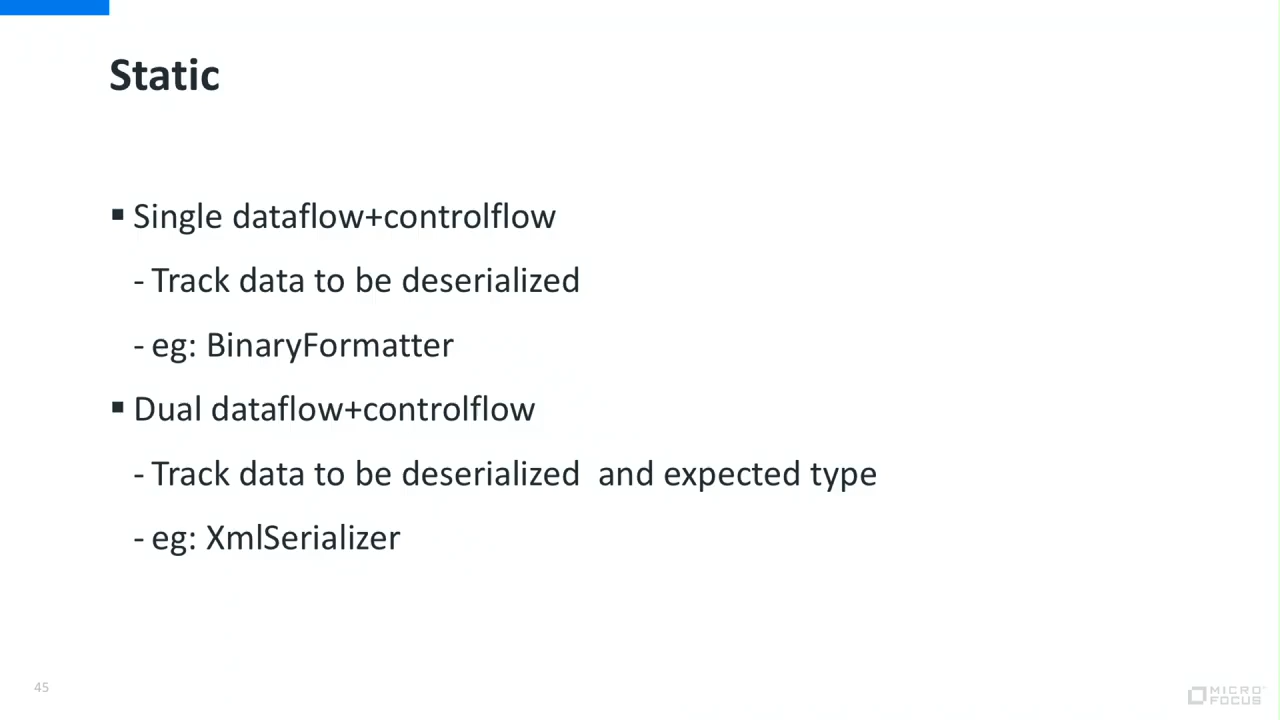 Static
▪ Single dataflow+controlflow
- Track data to be deserialized
- eg: BinaryFormatter
▪ Dual dataflow+controlflow
- Track data to be deserialized  and expected type
- eg: XmlSerializer
45
MICRO
FOCUS